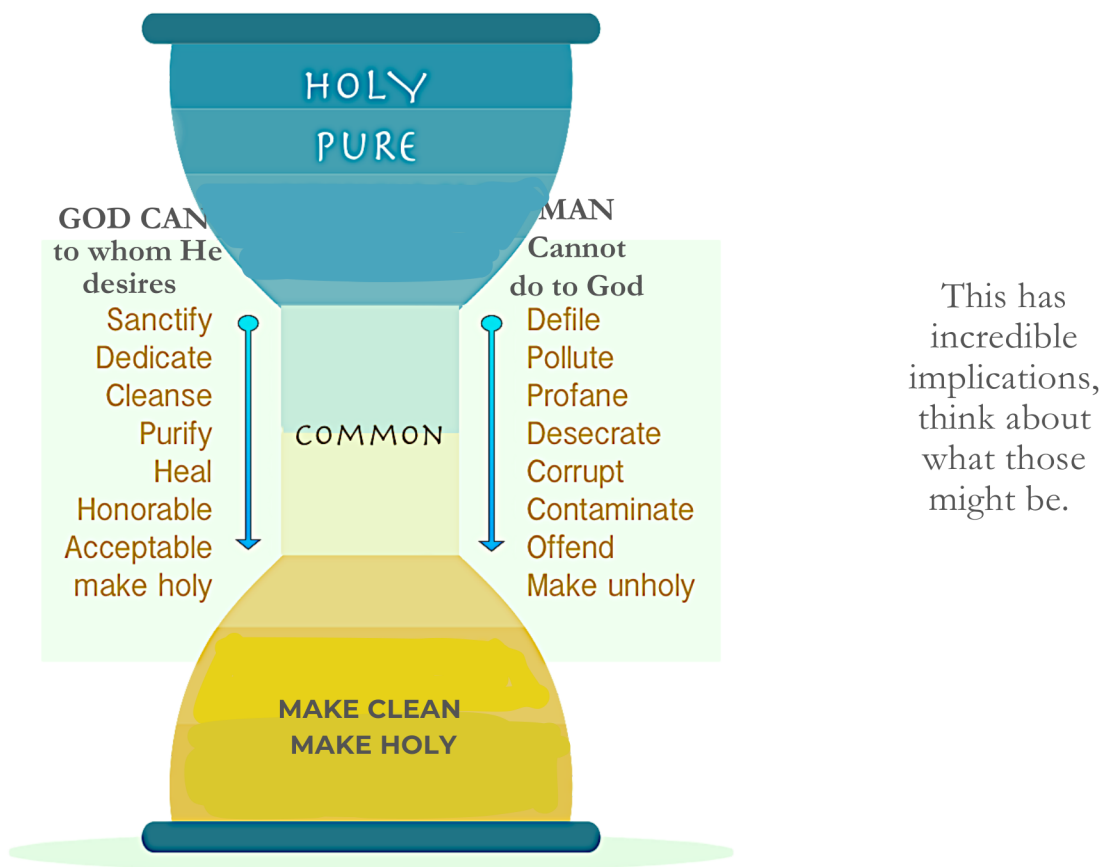 HOLY
PURE
GOD CAN
to whom He
desires
Sanctify
Dedicate
Cleanse
Purify
Heal
Honorable
Acceptable
make holy
COMMON
MAN
Cannot
do to God
Defile
Pollute
Profane
Desecrate
Corrupt
Contaminate
Offend
Make unholy
MAKE CLEAN
MAKE HOLY
This has
incredible
implications,
think about
what those
might be.